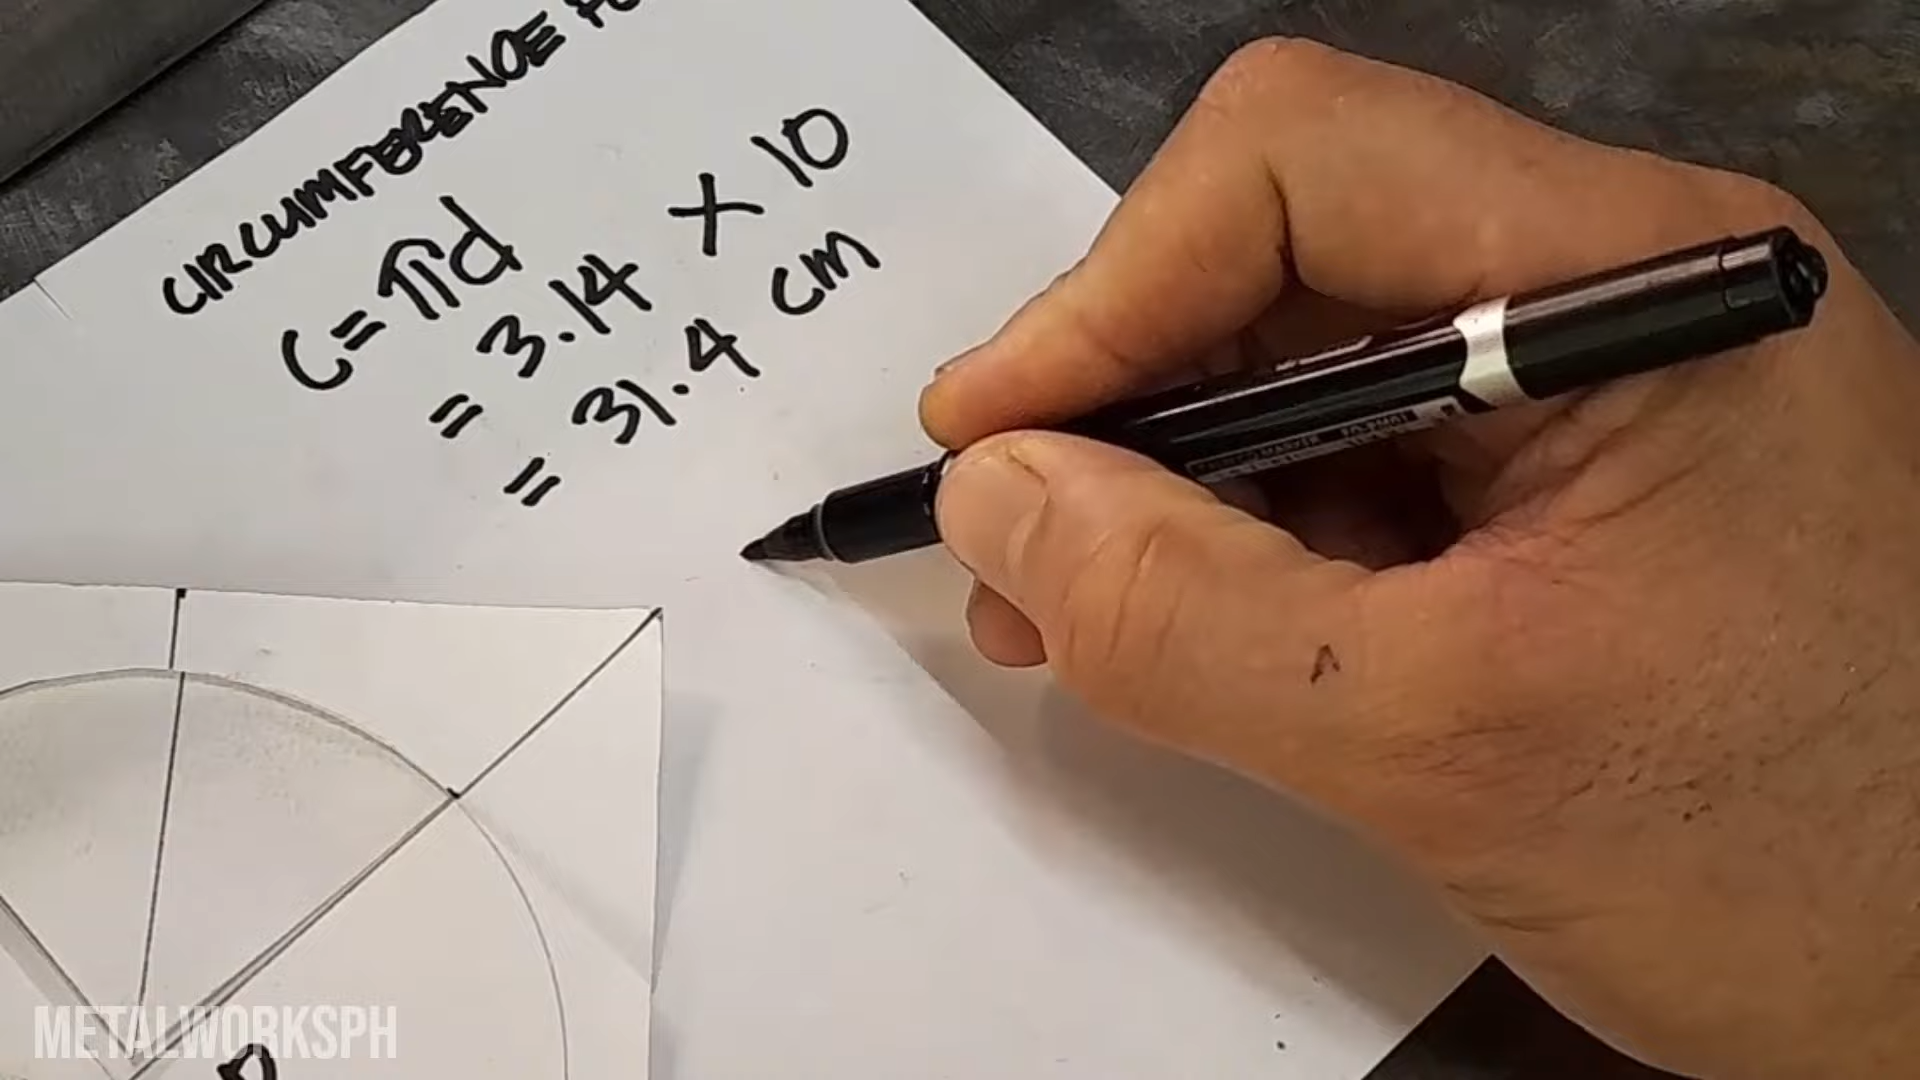 CIRCUMFERENCE
C = πd
= 3.14 X 10
= 31.4 CM
METALWORKSPH